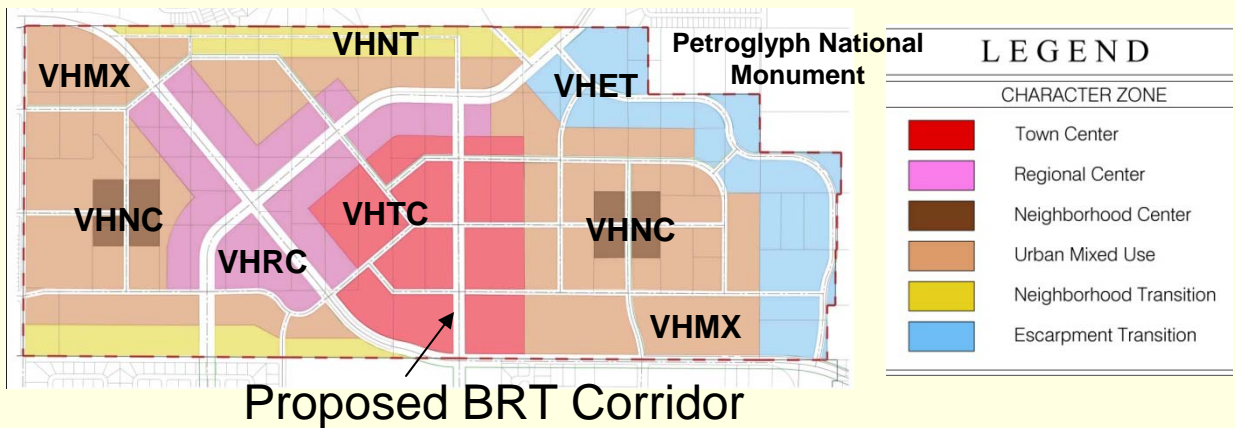 VHNT
Petroglyph National
Monument
VHMX
VHET
VHNC
VHTC
VHNC
VHRC
VHMX
Proposed BRT Corridor
LEGEND
CHARACTER ZONE
Town Center
Regional Center
Neighborhood Center
Urban Mixed Use
Neighborhood Transition
Escarpment Transition